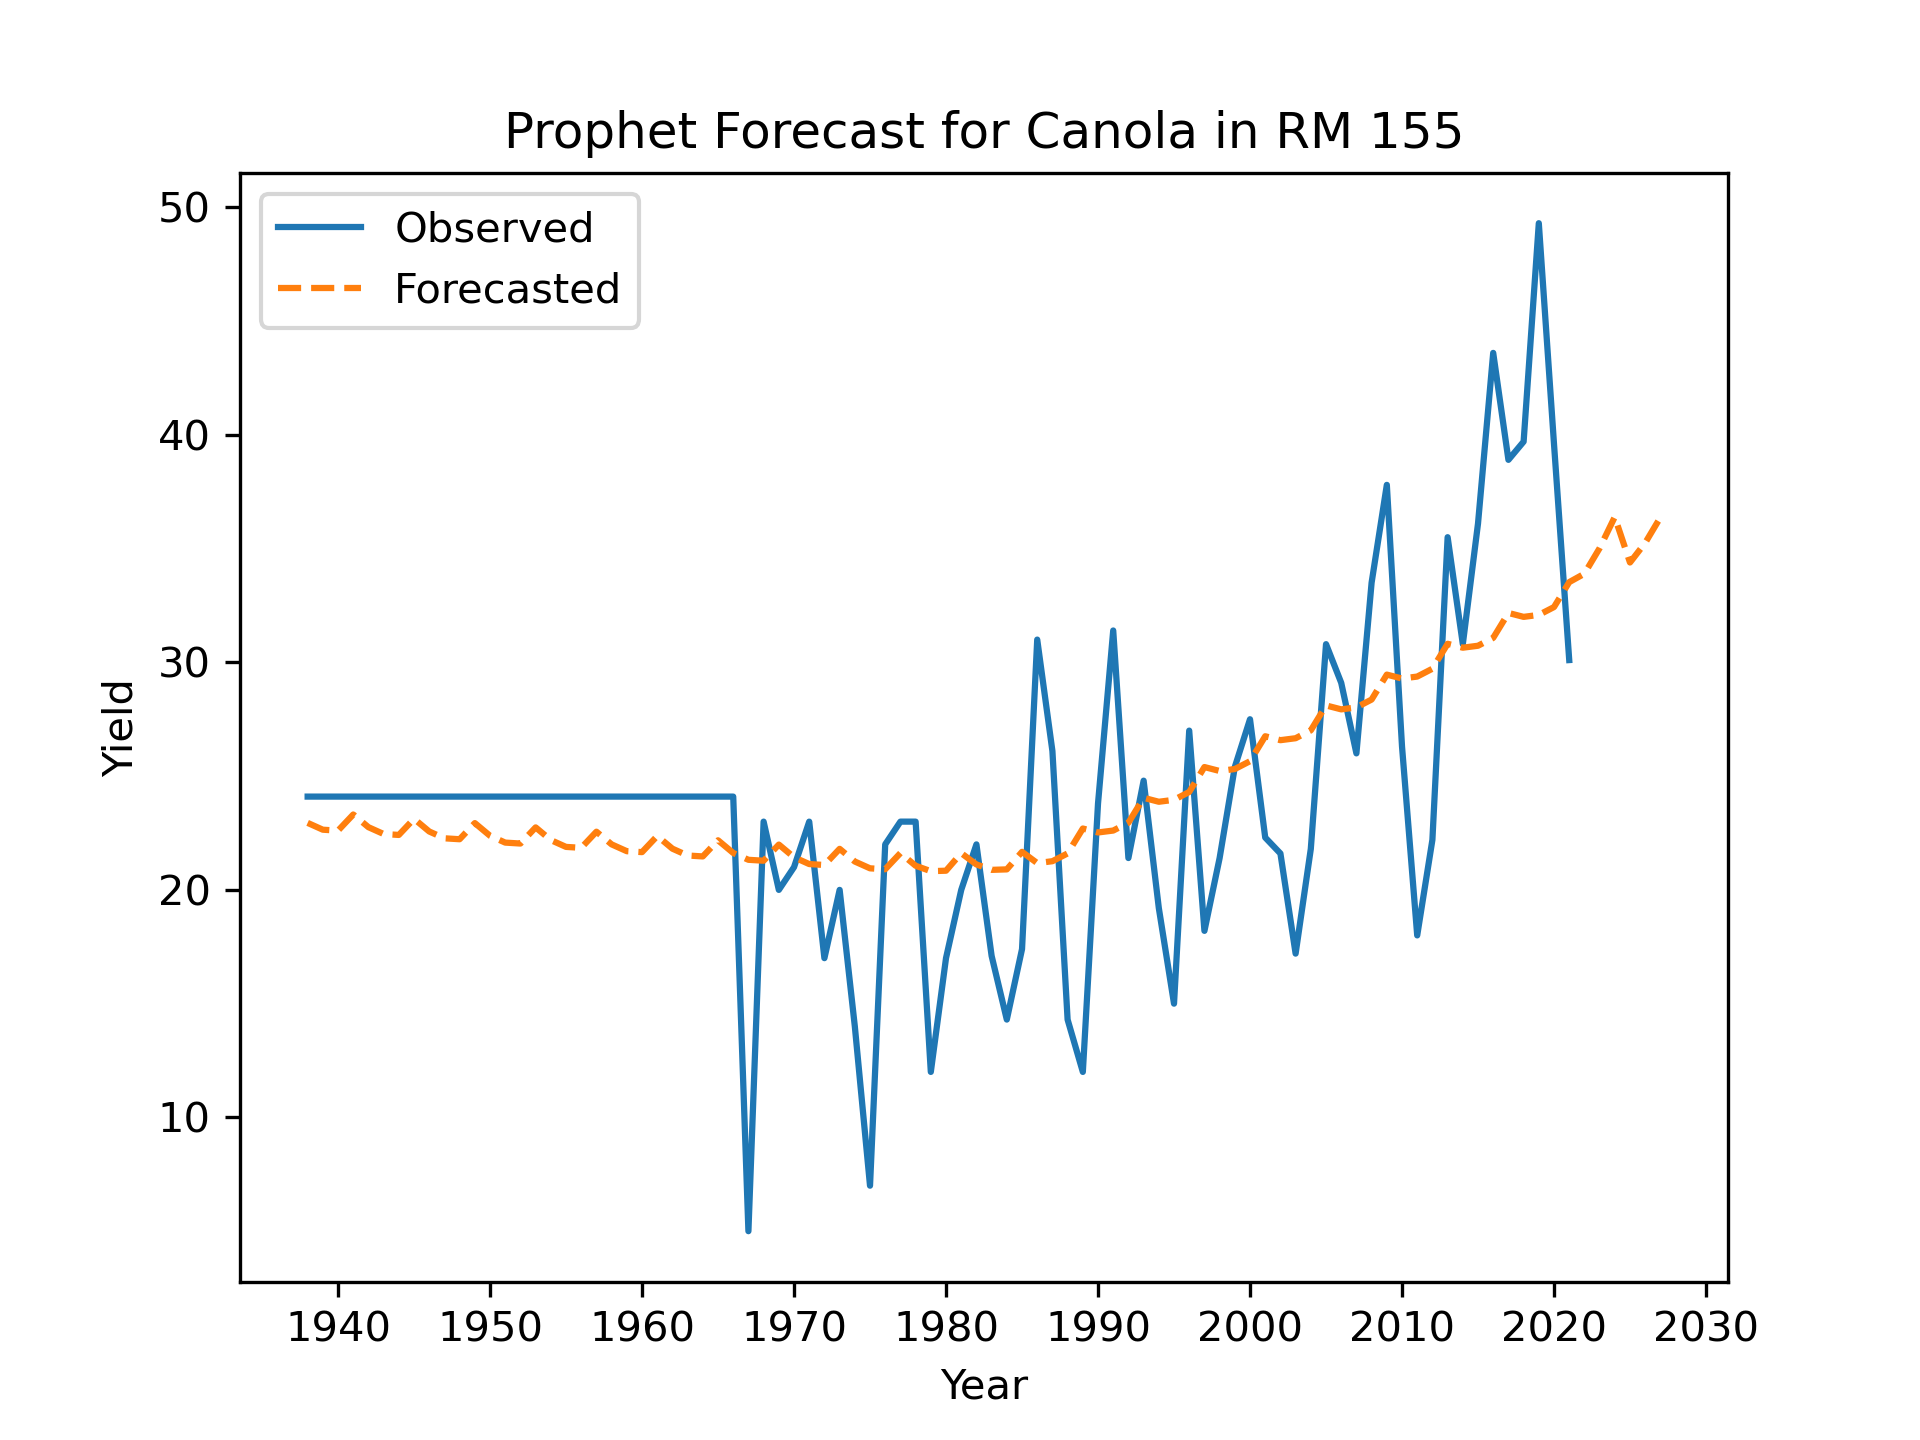 Prophet Forecast for Canola in RM 155
Observed
Forecasted
50
40
30
20
10
Yield
1940 1950 1960 1970 1980 1990 2000 2010 2020 2030
Year